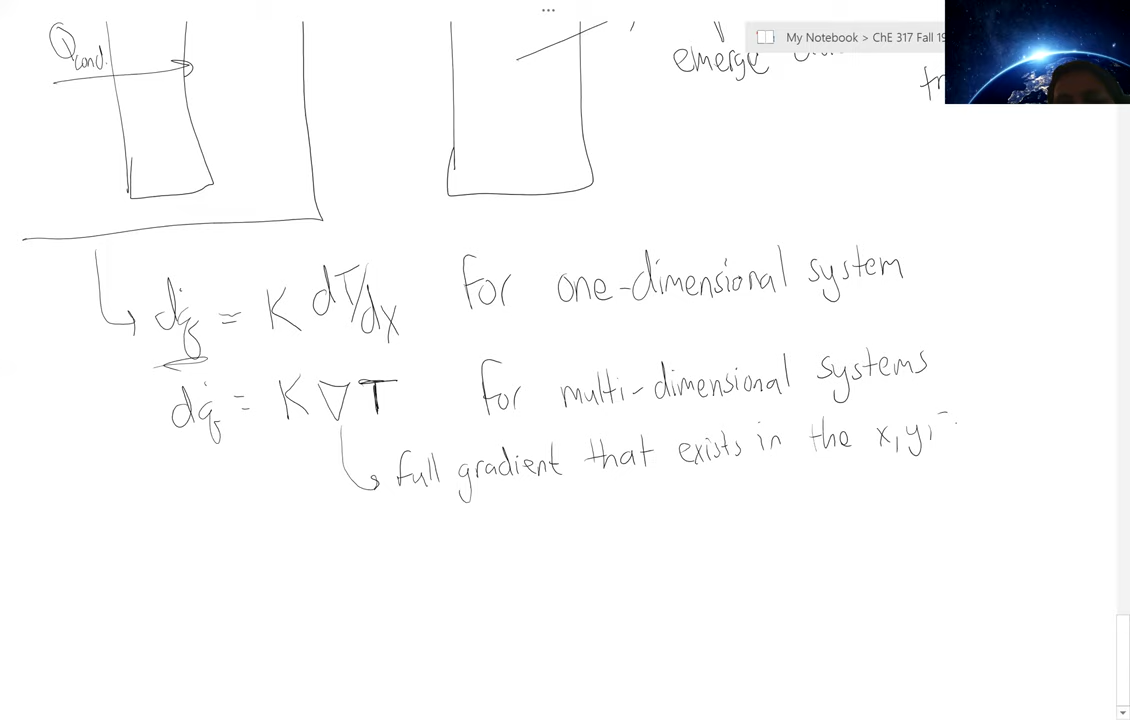 My Notebook > ChE 317 Fall 19
Qcond.
emerge
dq̇ = K dT/dx for one-dimensional system
dq̇ = K ∇ T for multi-dimensional systems
full gradient that exists in the x, y,